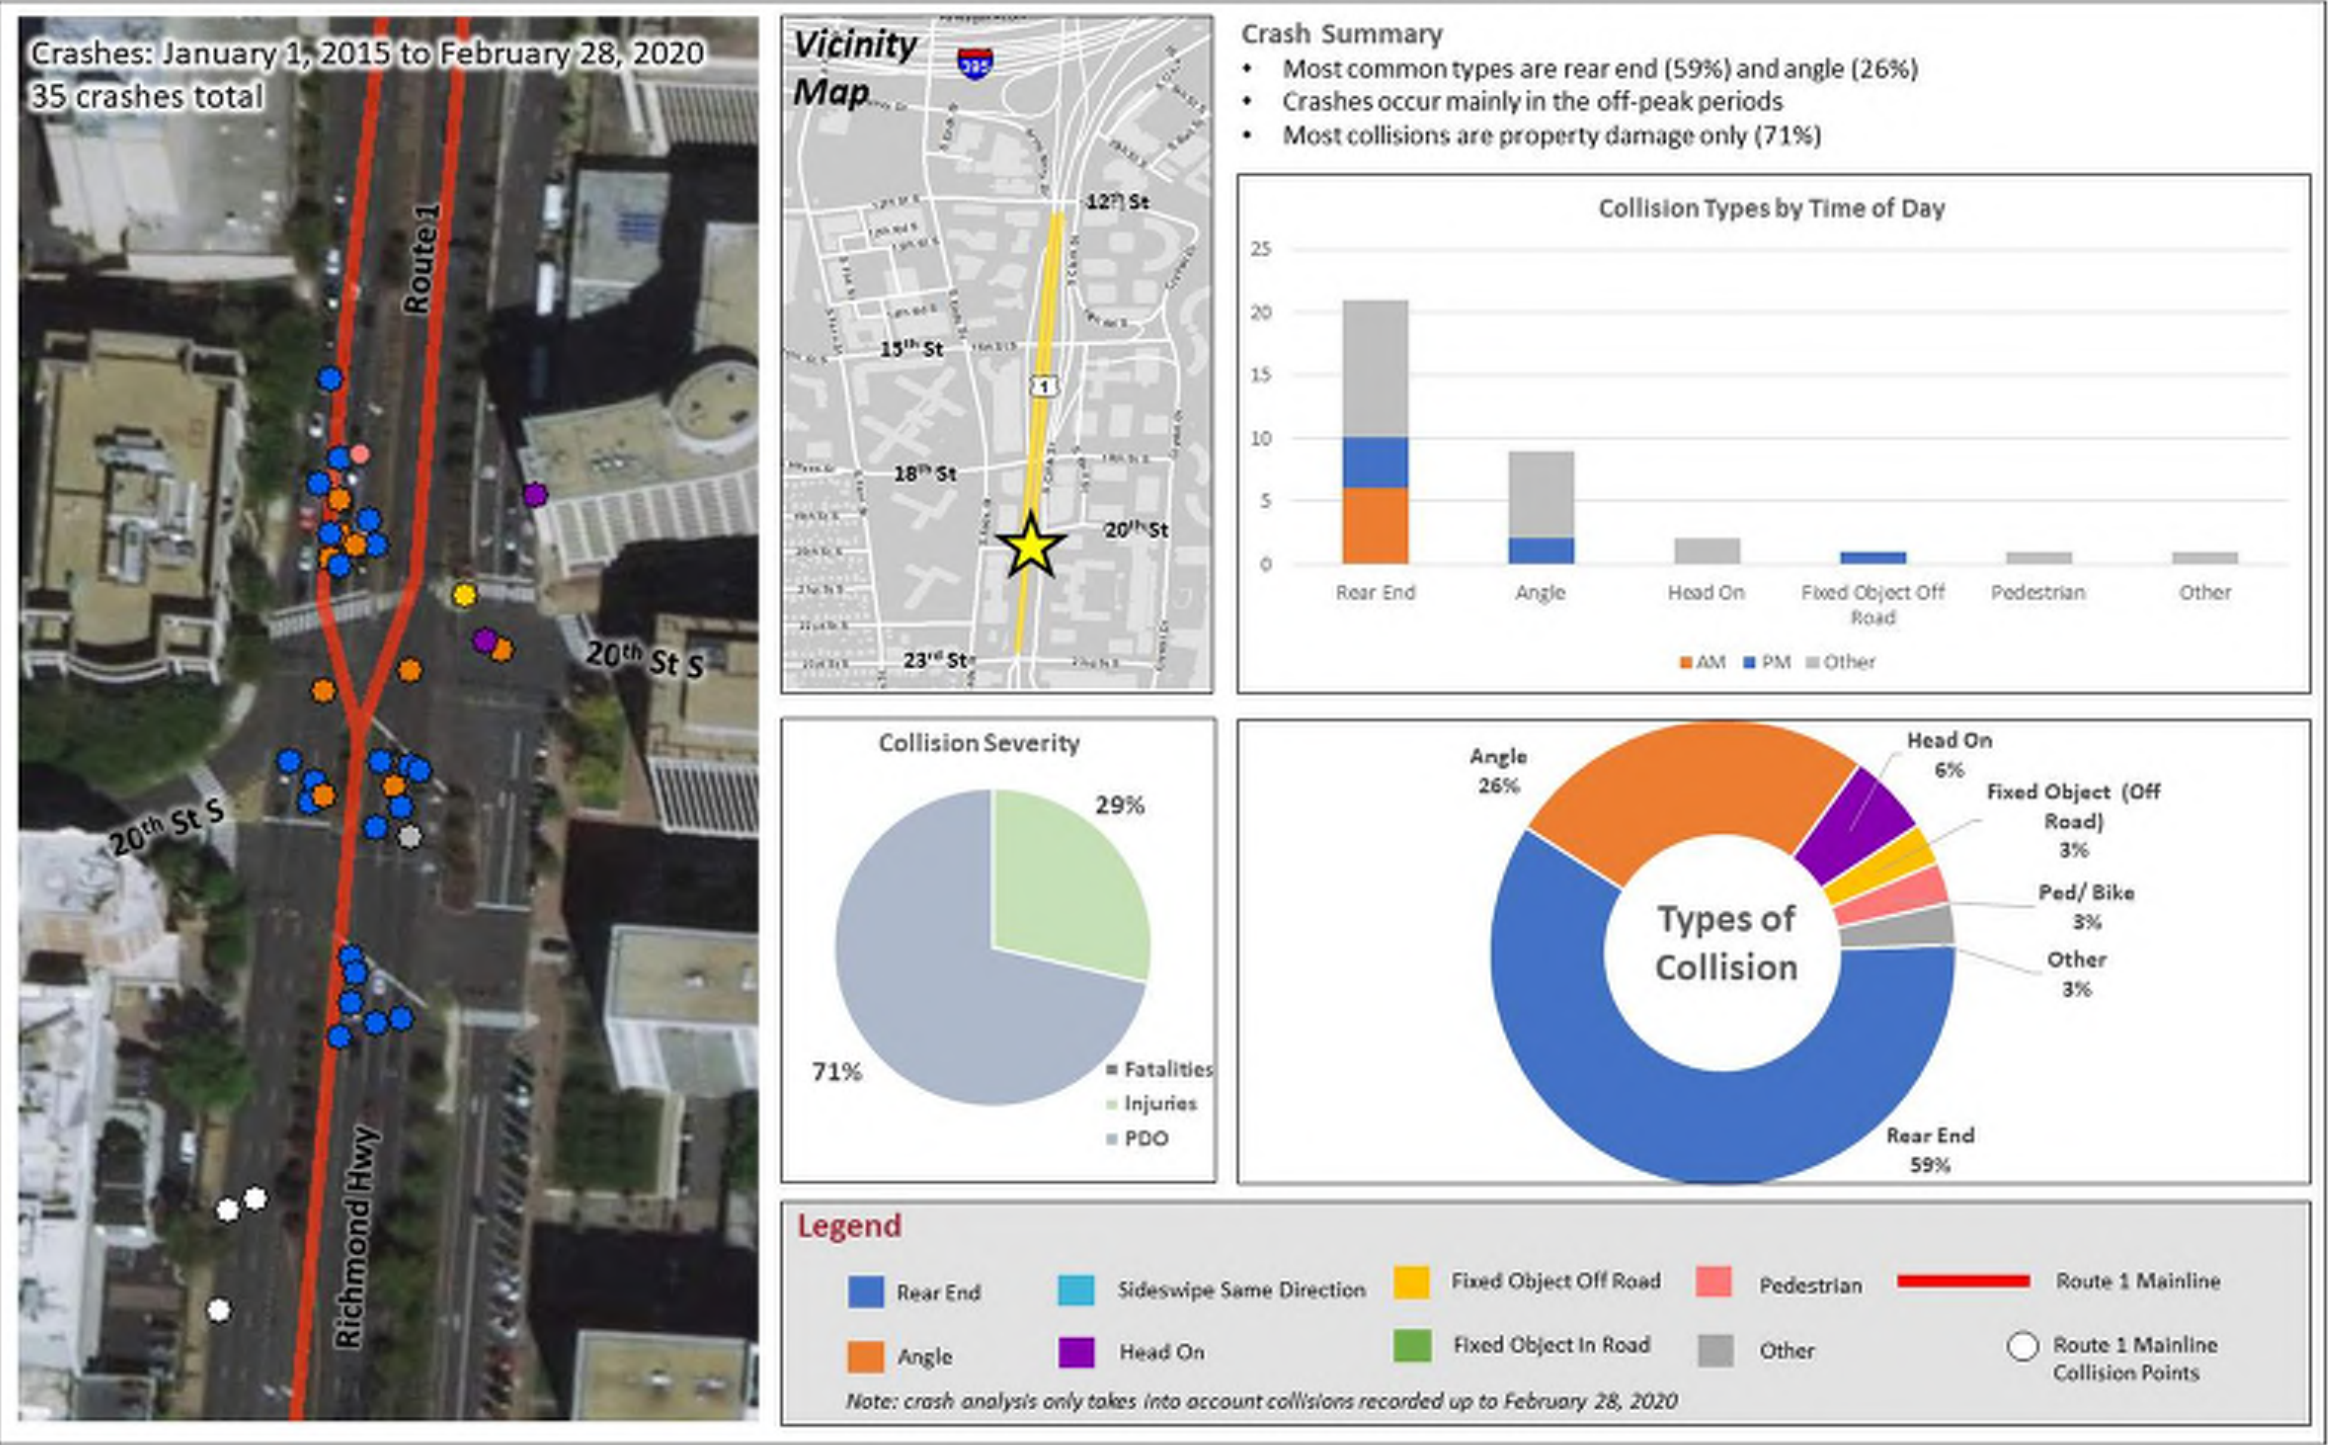 Crashes: January 1, 2015 to February 28, 2020
35 crashes total
Route 1
20th St S
20th St S
Richmond Hwy
Vicinity
Map
395
12th St
15th St
1
18th St
20th St
23rd St
Crash Summary
• Most common types are rear end (59%) and angle (26%)
• Crashes occur mainly in the off-peak periods
• Most collisions are property damage only (71%)
Collision Types by Time of Day
25
20
15
10
5
0
Rear End
Angle
Head On
Fixed Object Off
Road
Pedestrian
Other
AM PM Other
Collision Severity
29%
71%
Fatalities
Injuries
PDO
Angle
26%
Head On
6%
Fixed Object (Off
Road)
3%
Ped/ Bike
3%
Other
3%
Rear End
59%
Types of
Collision
Legend
Rear End
Sideswipe Same Direction
Fixed Object Off Road
Pedestrian
Route 1 Mainline
Angle
Head On
Fixed Object In Road
Other
Route 1 Mainline
Collision Points
Note: crash analysis only takes into account collisions recorded up to February 28, 2020